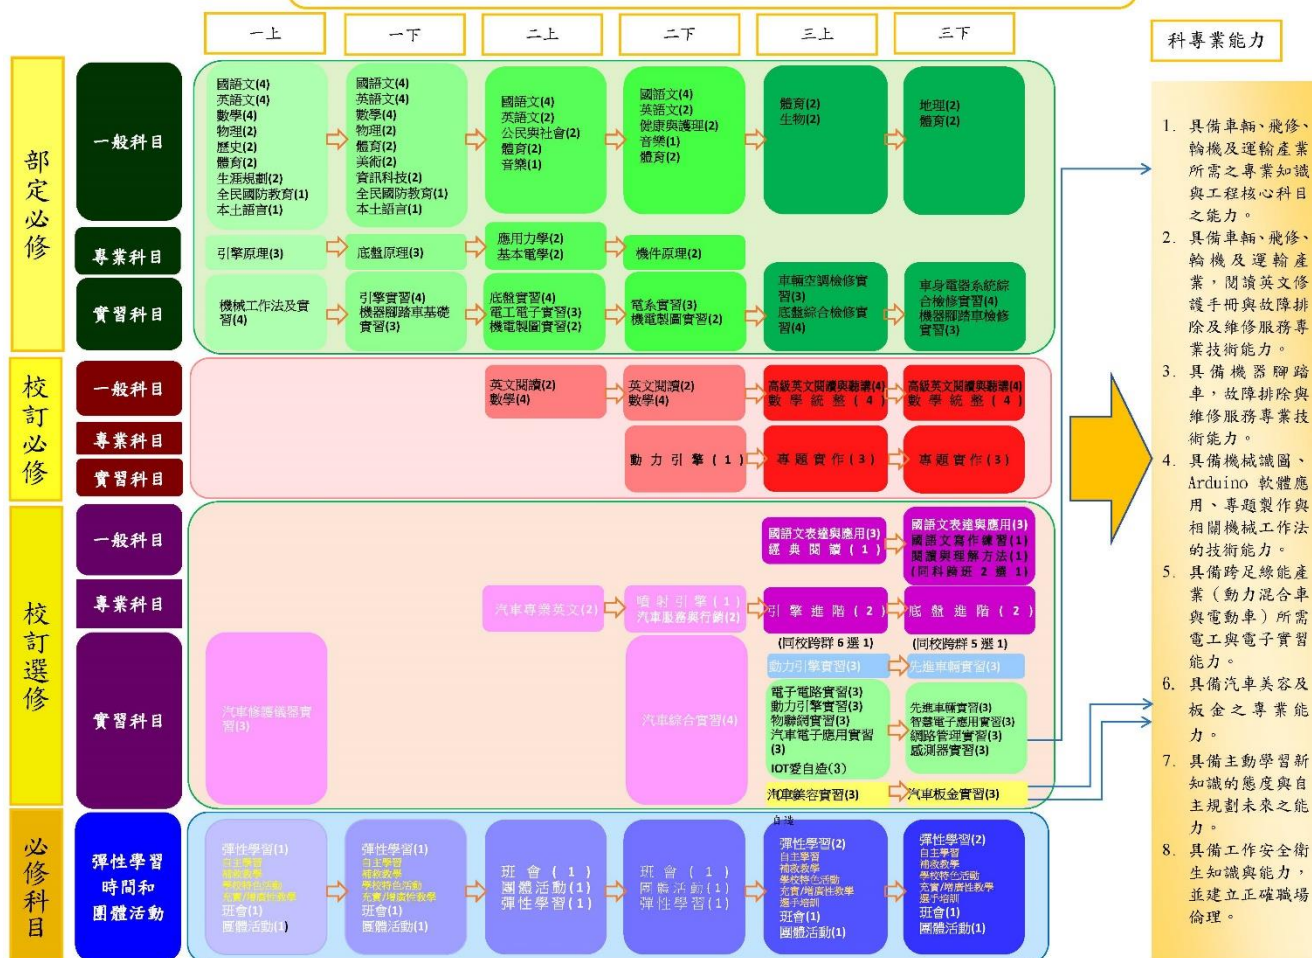 一上
一下
二上
二下
三上
三下
科專業能力
部定必修
一般科目
國語文(4)
英語文(4)
數學(4)
物理(2)
歷史(2)
體育(2)
生涯規劃(2)
全民國防教育(1)
本土語言(1)
國語文(4)
英語文(4)
數學(4)
物理(2)
體育(2)
美術(2)
資訊科技(2)
全民國防教育(1)
本土語言(1)
國語文(4)
英語文(2)
公民與社會(2)
體育(2)
音樂(1)
國語文(4)
英語文(2)
健康與護理(2)
音樂(1)
體育(2)
體育(2)
生物(2)
地理(2)
體育(2)
專業科目
引擎原理(3)
底盤原理(3)
應用力學(2)
基本電學(2)
機件原理(2)
實習科目
機械工作法及實
習(4)
引擎實習(4)
機器腳踏車基礎
實習(3)
底盤實習(4)
電工電子實習(3)
機電製圖實習(2)
電系實習(3)
機電製圖實習(2)
車輛空調檢修實
習(3)
底盤綜合檢修實
習(4)
車身電器系統綜
合檢修實習(4)
機器腳踏車檢修
實習(3)
校訂必修
一般科目
英文閱讀(2)
英文閱讀(2)
數學(4)
高級英文閱讀與聽講(4)
數學統整(4)
高級英文閱讀與聽講(4)
數學統整(4)
專業科目
實習科目
動力引擎(1)
專題實作(3)
專題實作(3)
校訂選修
一般科目
國語文表達與應用(3)
經典閱讀(1)
國語文表達與應用(3)
國語文寫作練習(1)
閱讀與理解方法(1)
(同科跨班 2 選 1)
專業科目
汽車專業英文(2)
噴射引擎(1)
汽車服務與行銷(2)
引擎進階(2)
底盤進階(2)
實習科目
汽車修護儀器實
習(3)
汽車綜合實習(4)
(同校跨群 6 選 1)
(同校跨群 5 選 1)
動力引擎實習(3)
先進車輛實習(3)
電子電路實習(3)
動力引擎實習(3)
物聯網實習(3)
汽車電子應用實習
(3)
IOT愛自造(3)
先進車輛實習(3)
智慧電子應用實習(3)
網路管理實習(3)
感測器實習(3)
汽車美容實習(3)
汽車板金實習(3)
自造
必修科目
彈性學習
時間和
團體活動
彈性學習(1)
自主學習
補救教學
學校特色活動
充實/增廣性教學
班會(1)
團體活動(1)
彈性學習(1)
自主學習
補救教學
學校特色活動
充實/增廣性教學
班會(1)
團體活動(1)
班會(1)
團體活動(1)
彈性學習(1)
班會(1)
團體活動(1)
彈性學習(1)
彈性學習(2)
自主學習
補救教學
學校特色活動
充實/增廣性教學
選手培訓
班會(1)
團體活動(1)
彈性學習(2)
自主學習
補救教學
學校特色活動
充實/增廣性教學
選手培訓
班會(1)
團體活動(1)
1. 具備車輛、飛修、
輪機及運輸產業
所需之專業知識
與工程核心科目
之能力。
2. 具備車輛、飛修、
輪機及運輸產
業，閱讀英文修
護手冊與故障排
除及維修服務專
業技術能力。
3. 具備機器腳踏
車，故障排除與
維修服務專業技
術能力。
4. 具備機械識圖、
Arduino 軟體應
用、專題製作與
相關機械工作法
的技術能力。
5. 具備跨足綠能產
業（動力混合車
與電動車）所需
電工與電子實習
能力。
6. 具備汽車美容及
板金之專業能
力。
7. 具備主動學習新
知識的態度與自
主規劃未來之能
力。
8. 具備工作安全衛
生知識與能力，
並建立正確職場
倫理。